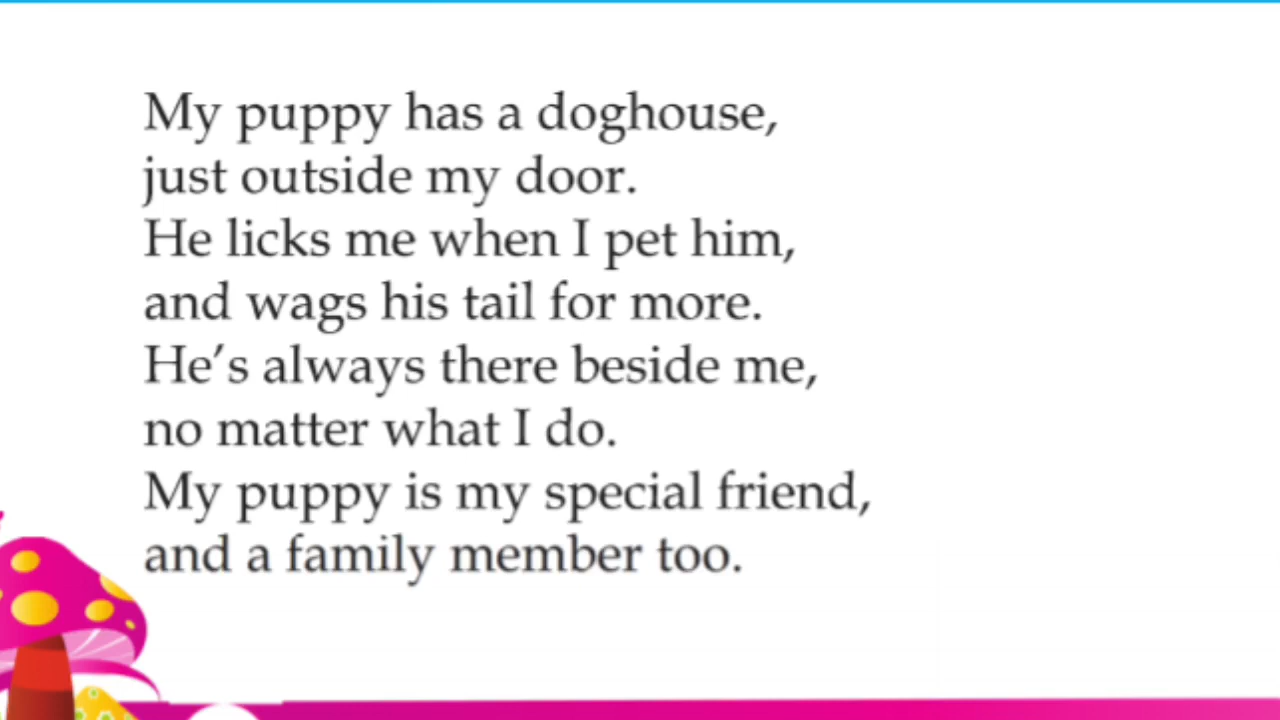 My puppy has a doghouse,
just outside my door.
He licks me when I pet him,
and wags his tail for more.
He’s always there beside me,
no matter what I do.
My puppy is my special friend,
and a family member too.